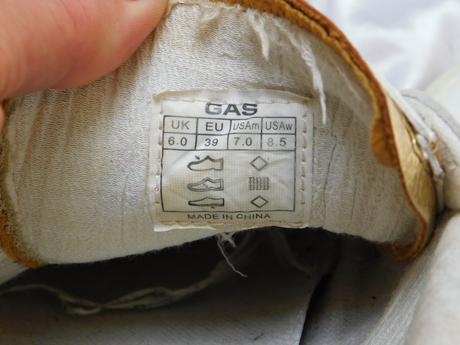 GAS
UK EU USAm USAw
6.0 39 7.0 8.5
MADE IN CHINA